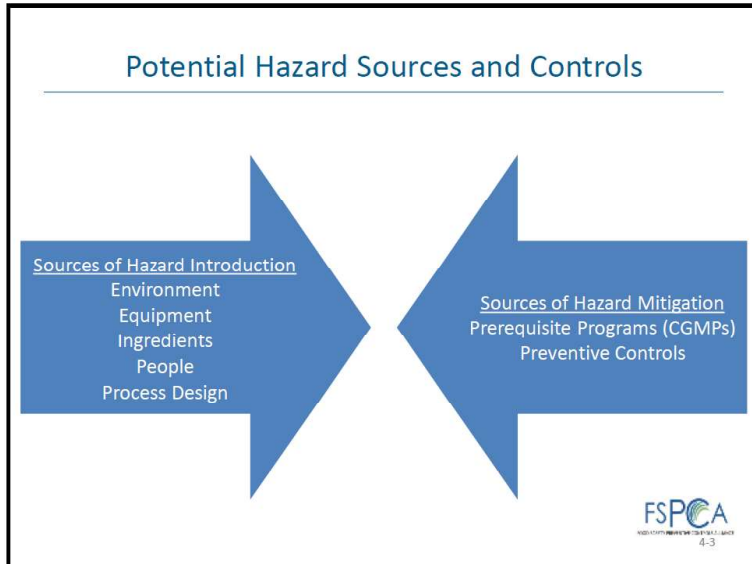 Potential Hazard Sources and Controls
Sources of Hazard Introduction
Environment
Equipment
Ingredients
People
Process Design
Sources of Hazard Mitigation
Prerequisite Programs (CGMPs)
Preventive Controls
FSPCA
4-3